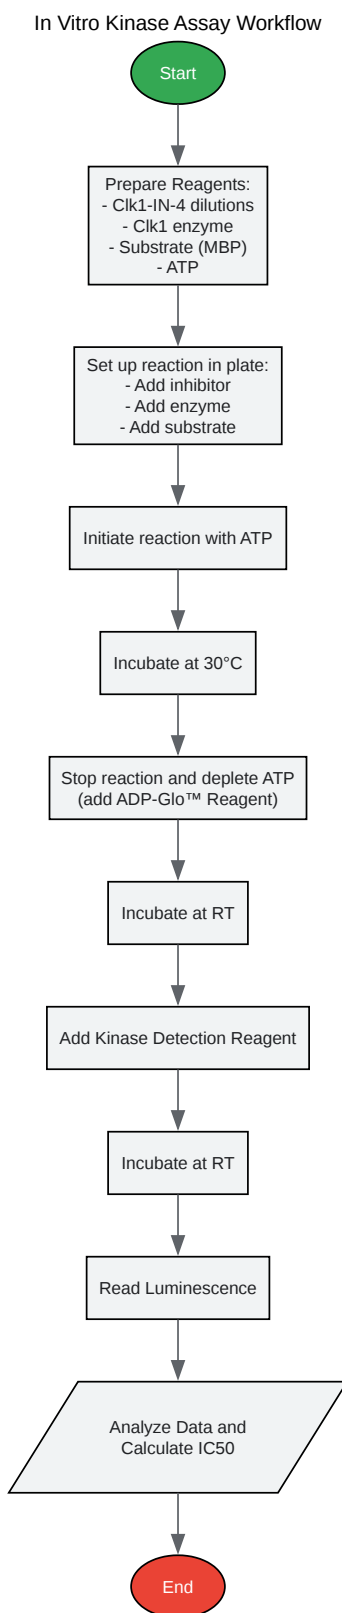 In Vitro Kinase Assay Workflow
Start
Prepare Reagents:
- Clk1-IN-4 dilutions
- Clk1 enzyme
- Substrate (MBP)
- ATP
Set up reaction in plate:
- Add inhibitor
- Add enzyme
- Add substrate
Initiate reaction with ATP
Incubate at 30°C
Stop reaction and deplete ATP
(add ADP-Glo™ Reagent)
Incubate at RT
Add Kinase Detection Reagent
Incubate at RT
Read Luminescence
Analyze Data and
Calculate IC50
End